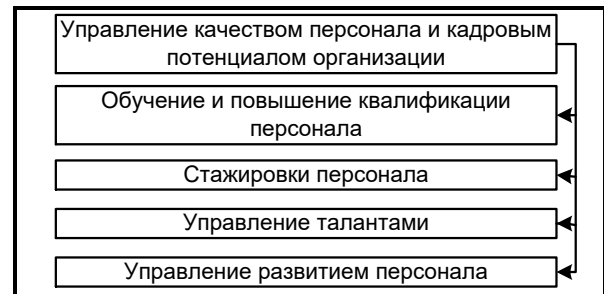 Управление качеством персонала и кадровым
потенциалом организации
Обучение и повышение квалификации
персонала
Стажировки персонала
Управление талантами
Управление развитием персонала